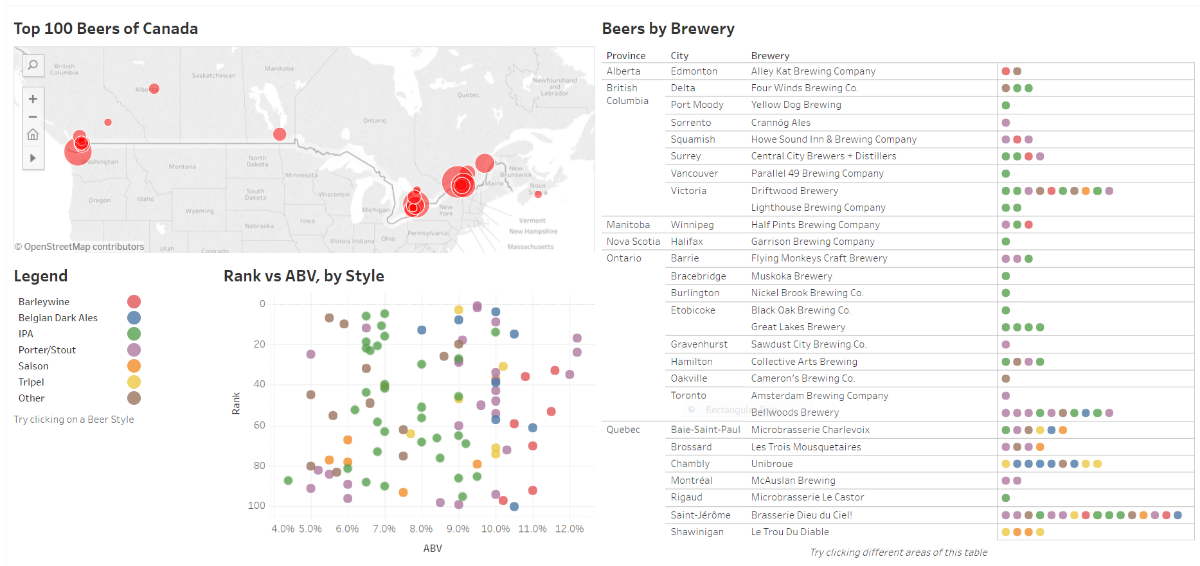 Top 100 Beers of Canada
British Columbia
Saskatchewan
Manitoba
Ontario
Quebec
Newfoundland and Labrador
New Brunswick
Maine
Montana
North Dakota
Minnesota
South Dakota
Wisconsin
Michigan
New York
Oregon
Idaho
Wyoming
Nebraska
Iowa
Illinois
Indiana
Ohio
Pennsylvania
Utah
Vermont
New Hampshire
Massachusetts
© OpenStreetMap contributors
Legend
Barleywine
Belgian Dark Ales
IPA
Porter/Stout
Saison
Tripel
Other
Try clicking on a Beer Style
Rank vs ABV, by Style
Rank
0
20
40
60
80
100
4.0% 5.0% 6.0% 7.0% 8.0% 9.0% 10.0% 11.0% 12.0%
ABV
Beers by Brewery
Province City Brewery
Alberta Edmonton Alley Kat Brewing Company
British Columbia Delta Four Winds Brewing Co.
Port Moody Yellow Dog Brewing
Sorrento Crannóg Ales
Squamish Howe Sound Inn & Brewing Company
Surrey Central City Brewers + Distillers
Vancouver Parallel 49 Brewing Company
Victoria Driftwood Brewery
Lighthouse Brewing Company
Manitoba Winnipeg Half Pints Brewing Company
Nova Scotia Halifax Garrison Brewing Company
Ontario Barrie Flying Monkeys Craft Brewery
Bracebridge Muskoka Brewery
Burlington Nickel Brook Brewing Co.
Etobicoke Black Oak Brewing Co.
Great Lakes Brewery
Gravenhurst Sawdust City Brewing Co.
Hamilton Collective Arts Brewing
Oakville Cameron's Brewing Co.
Toronto Amsterdam Brewing Company
Bellwoods Brewery
Quebec Baie-Saint-Paul Microbrasserie Charlevoix
Brossard Les Trois Mousquetaires
Chambly Unibroue
Montréal McAuslan Brewing
Rigaud Microbrasserie Le Castor
Saint-Jérôme Brasserie Dieu du Ciel!
Shawinigan Le Trou Du Diable
Try clicking different areas of this table